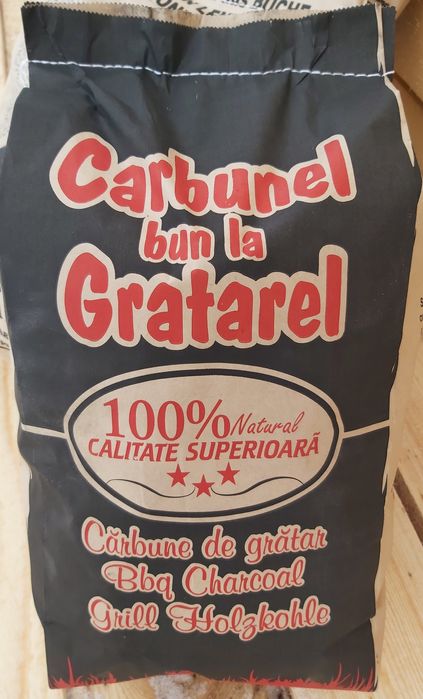 Carbunel
bun la
Gratarel
100% Natural
CALITATE SUPERIOARĂ
Cărbune de grătar
Bbq Charcoal
Grill Holzkohle